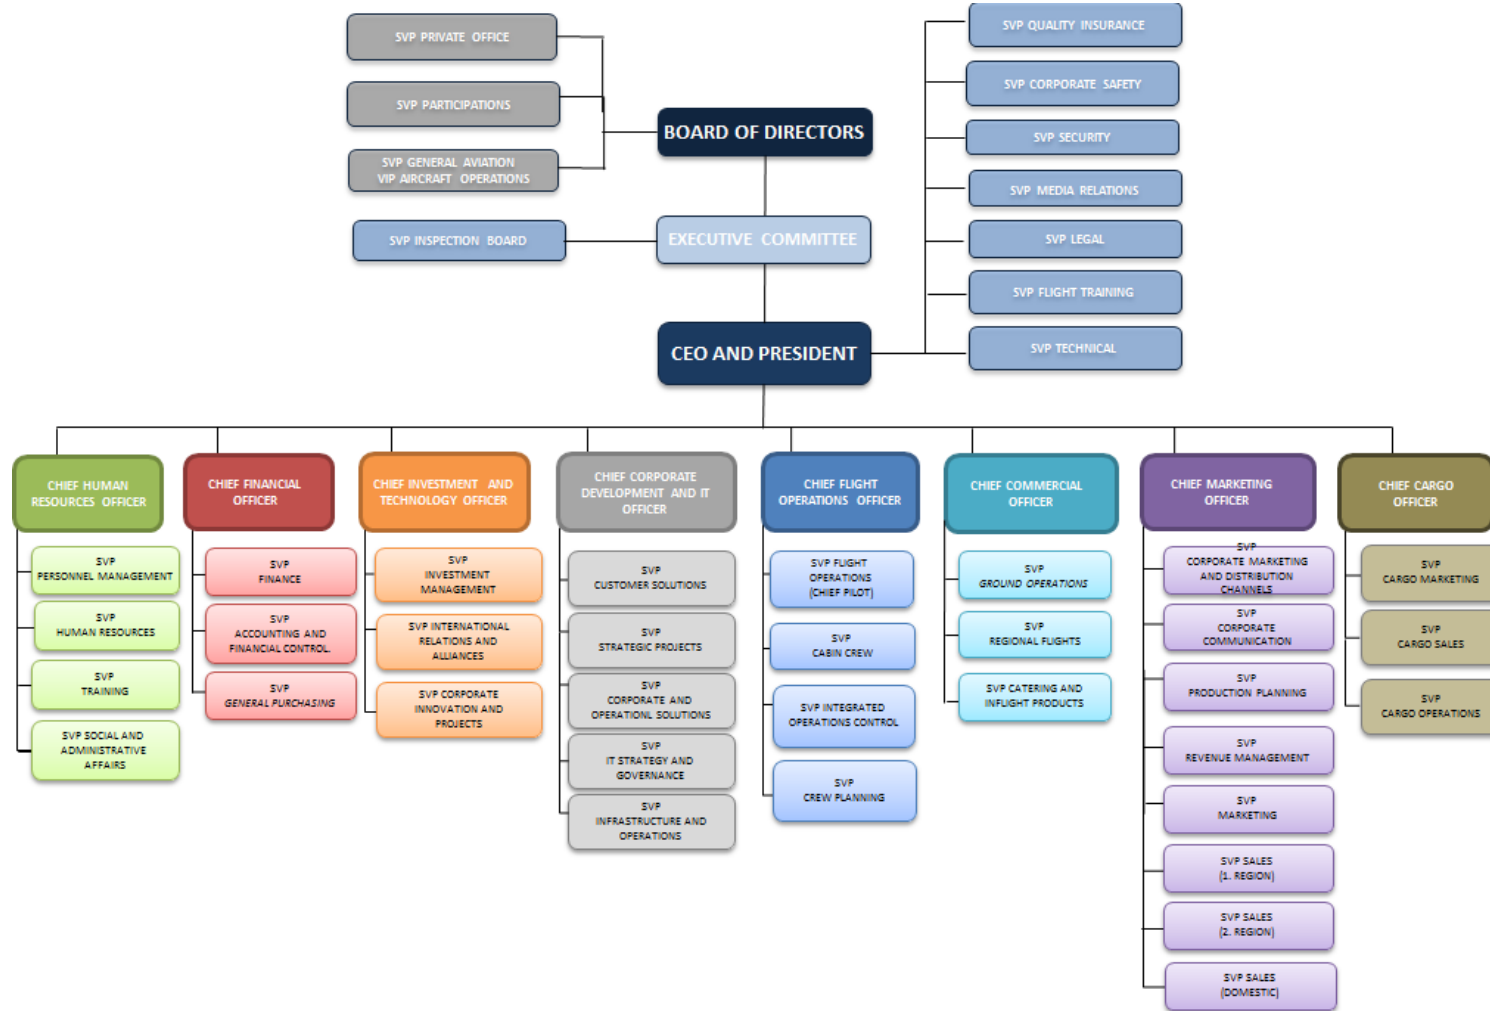 SVP PRIVATE OFFICE
SVP PARTICIPATIONS
SVP GENERAL AVIATION
VIP AIRCRAFT OPERATIONS
BOARD OF DIRECTORS
SVP INSPECTION BOARD
EXECUTIVE COMMITTEE
CEO AND PRESIDENT
SVP QUALITY INSURANCE
SVP CORPORATE SAFETY
SVP SECURITY
SVP MEDIA RELATIONS
SVP LEGAL
SVP FLIGHT TRAINING
SVP TECHNICAL
CHIEF HUMAN
RESOURCES OFFICER
SVP
PERSONNEL MANAGEMENT
SVP
HUMAN RESOURCES
SVP
TRAINING
SVP SOCIAL AND
ADMINISTRATIVE
AFFAIRS
CHIEF FINANCIAL
OFFICER
SVP
FINANCE
SVP
ACCOUNTING AND
FINANCIAL CONTROL.
SVP
GENERAL PURCHASING
CHIEF INVESTMENT AND
TECHNOLOGY OFFICER
SVP
INVESTMENT
MANAGEMENT
SVP INTERNATIONAL
RELATIONS AND
ALLIANCES
SVP CORPORATE
INNOVATION AND
PROJECTS
CHIEF CORPORATE
DEVELOPMENT AND IT
OFFICER
SVP
CUSTOMER SOLUTIONS
SVP
STRATEGIC PROJECTS
SVP
CORPORATE AND
OPERATIONL SOLUTIONS
SVP
IT STRATEGY AND
GOVERNANCE
SVP
INFRASTRUCTURE AND
OPERATIONS
CHIEF FLIGHT
OPERATIONS OFFICER
SVP FLIGHT
OPERATIONS
(CHIEF PILOT)
SVP
CABIN CREW
SVP INTEGRATED
OPERATIONS CONTROL
SVP
CREW PLANNING
CHIEF COMMERCIAL
OFFICER
SVP
GROUND OPERATIONS
SVP
REGIONAL FLIGHTS
SVP CATERING AND
INFLIGHT PRODUCTS
CHIEF MARKETING
OFFICER
SVP
CORPORATE MARKETING
AND DISTRIBUTION
CHANNELS
SVP
CORPORATE
COMMUNICATION
SVP
PRODUCTION PLANNING
SVP
REVENUE MANAGEMENT
SVP
MARKETING
SVP SALES
(1. REGION)
SVP SALES
(2. REGION)
SVP SALES
(DOMESTIC)
CHIEF CARGO
OFFICER
SVP
CARGO MARKETING
SVP
CARGO SALES
SVP
CARGO OPERATIONS